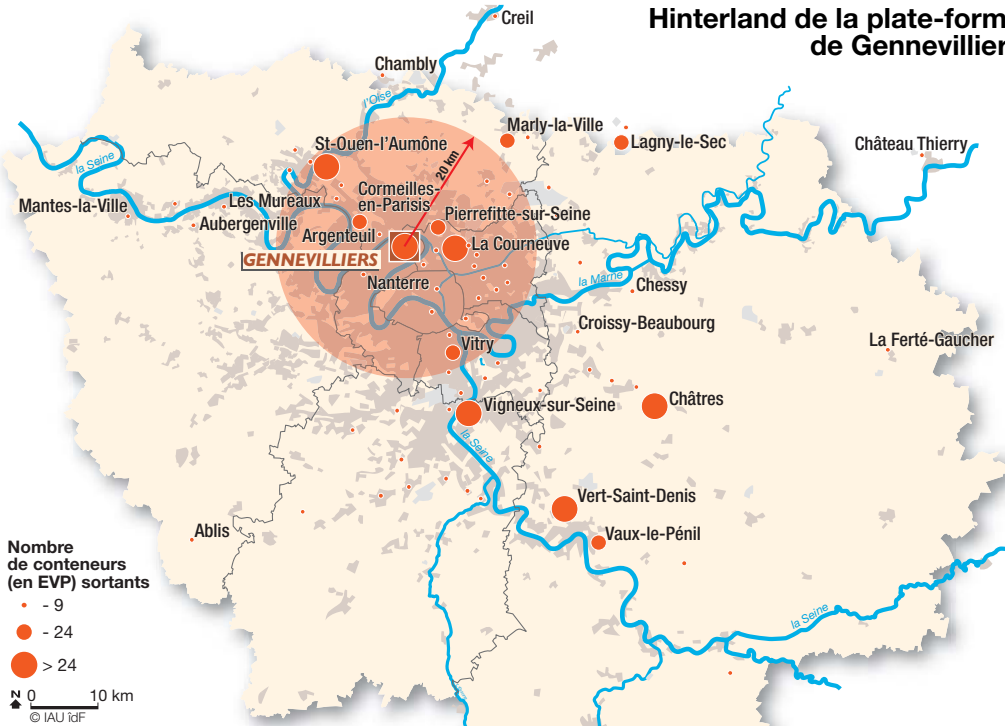 Hinterland de la plate-form
de Gennevillier
Creil
Chambly
l'Oise
Marly-la-Ville
Lagny-le-Sec
Château Thierry
St-Ouen-l'Aumône
20 km
la Seine
Cormeilles-
en-Parisis
Mantes-la-Ville
Les Mureaux
Aubergenville
Pierrefitte-sur-Seine
Argenteuil
La Courneuve
GENNEVILLIERS
Nanterre
la Marne
Chessy
Croissy-Beaubourg
La Ferté-Gaucher
Vitry
Châtres
Vigneux-sur-Seine
la Seine
Vert-Saint-Denis
Ablis
Vaux-le-Pénil
la Seine
Nombre
de conteneurs
(en EVP) sortants
- 9
- 24
> 24
N 0 10 km
© IAU îdF